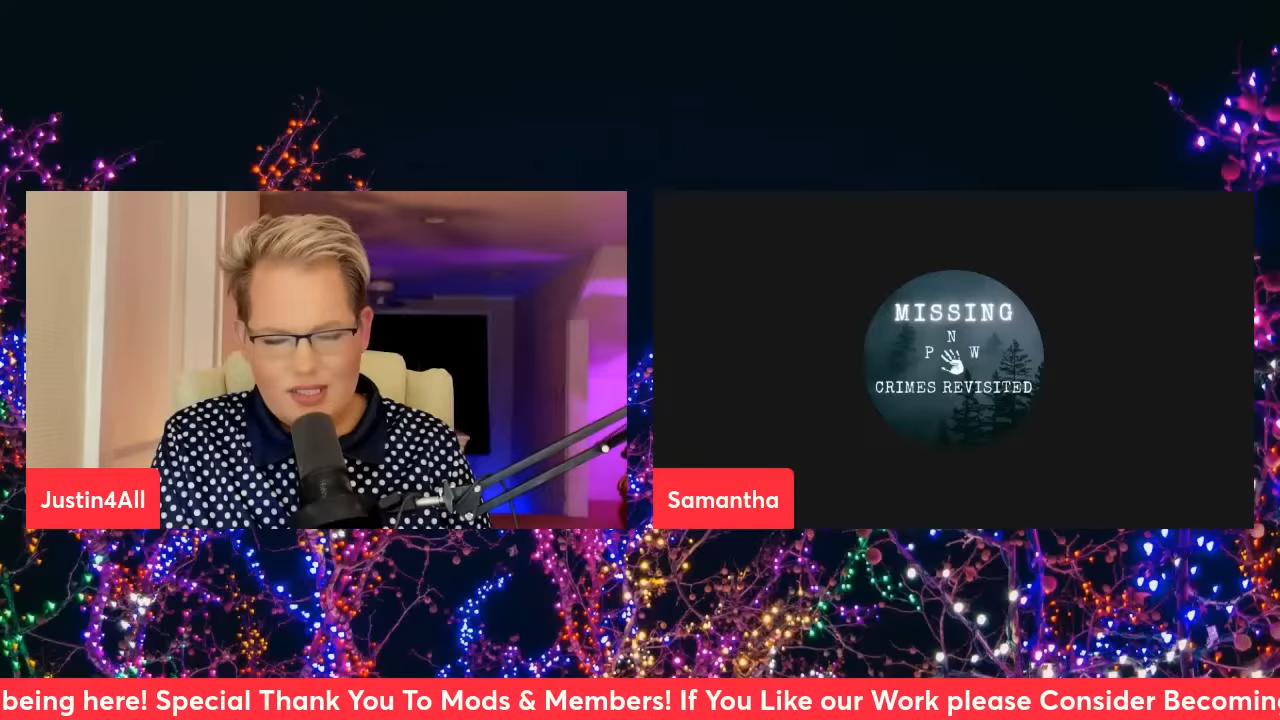 MISSING
N
P W
CRIMES REVISITED
Justin4All
Samantha
being here! Special Thank You To Mods & Members! If You Like our Work please Consider Becoming